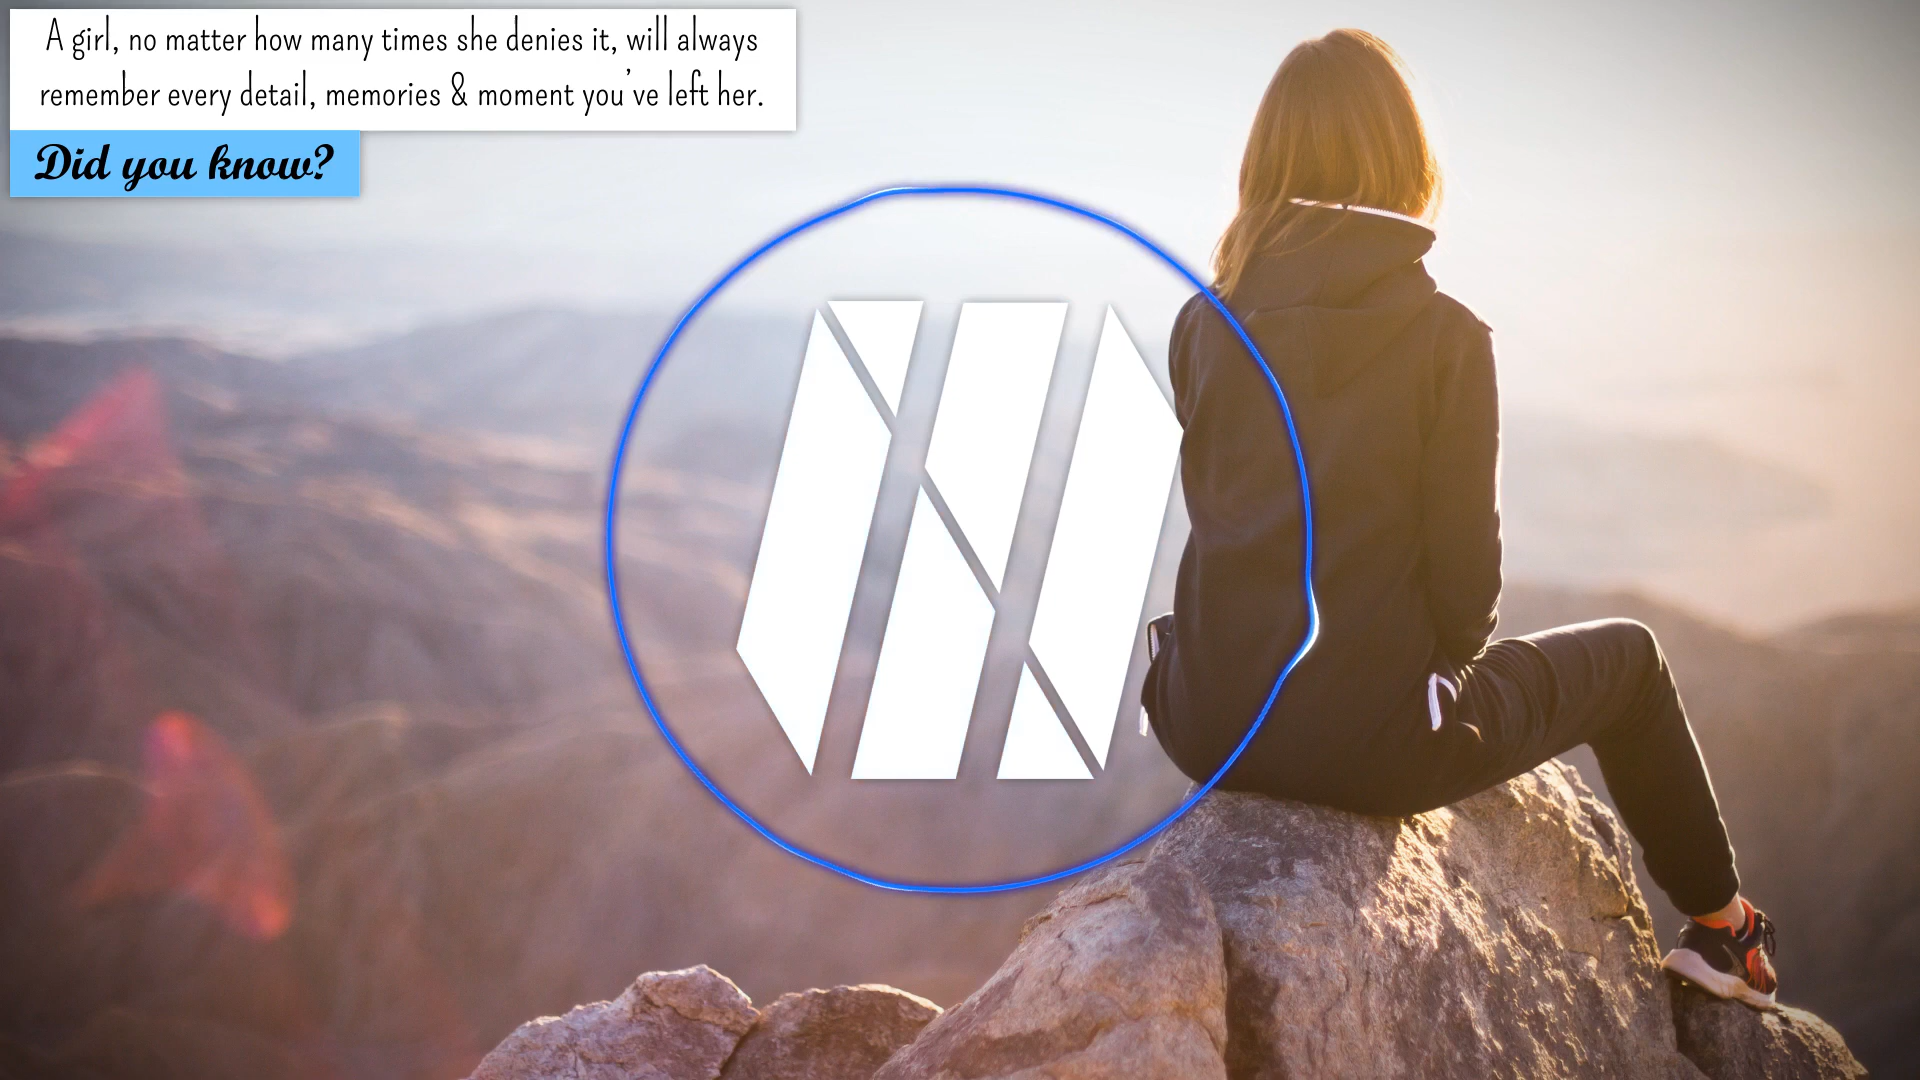 A girl, no matter how many times she denies it, will always
remember every detail, memories & moment you've left her.
Did you know?